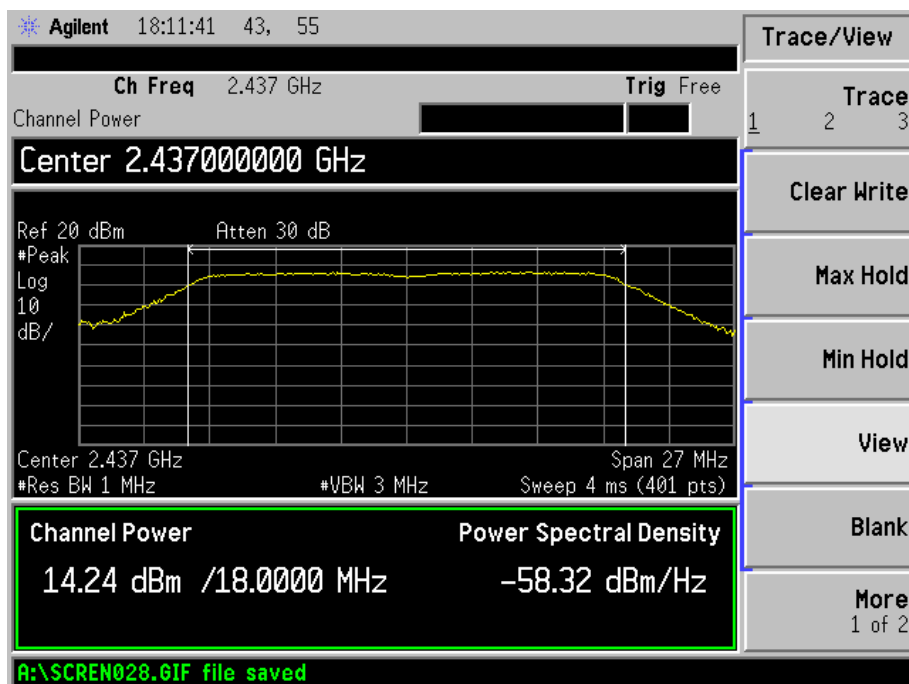 Agilent 18:11:41 43, 55
Trace/View
Ch Freq 2.437 GHz Trig Free
Channel Power
Trace
1 2 3
Center 2.437000000 GHz
Clear Write
Ref 20 dBm Atten 30 dB
#Peak
Log
10
dB/
Max Hold
Min Hold
View
Center 2.437 GHz Span 27 MHz
#Res BW 1 MHz #VBW 3 MHz Sweep 4 ms (401 pts)
Blank
Channel Power Power Spectral Density
14.24 dBm /18.0000 MHz -58.32 dBm/Hz
More
1 of 2
A:\SCREN028.GIF file saved